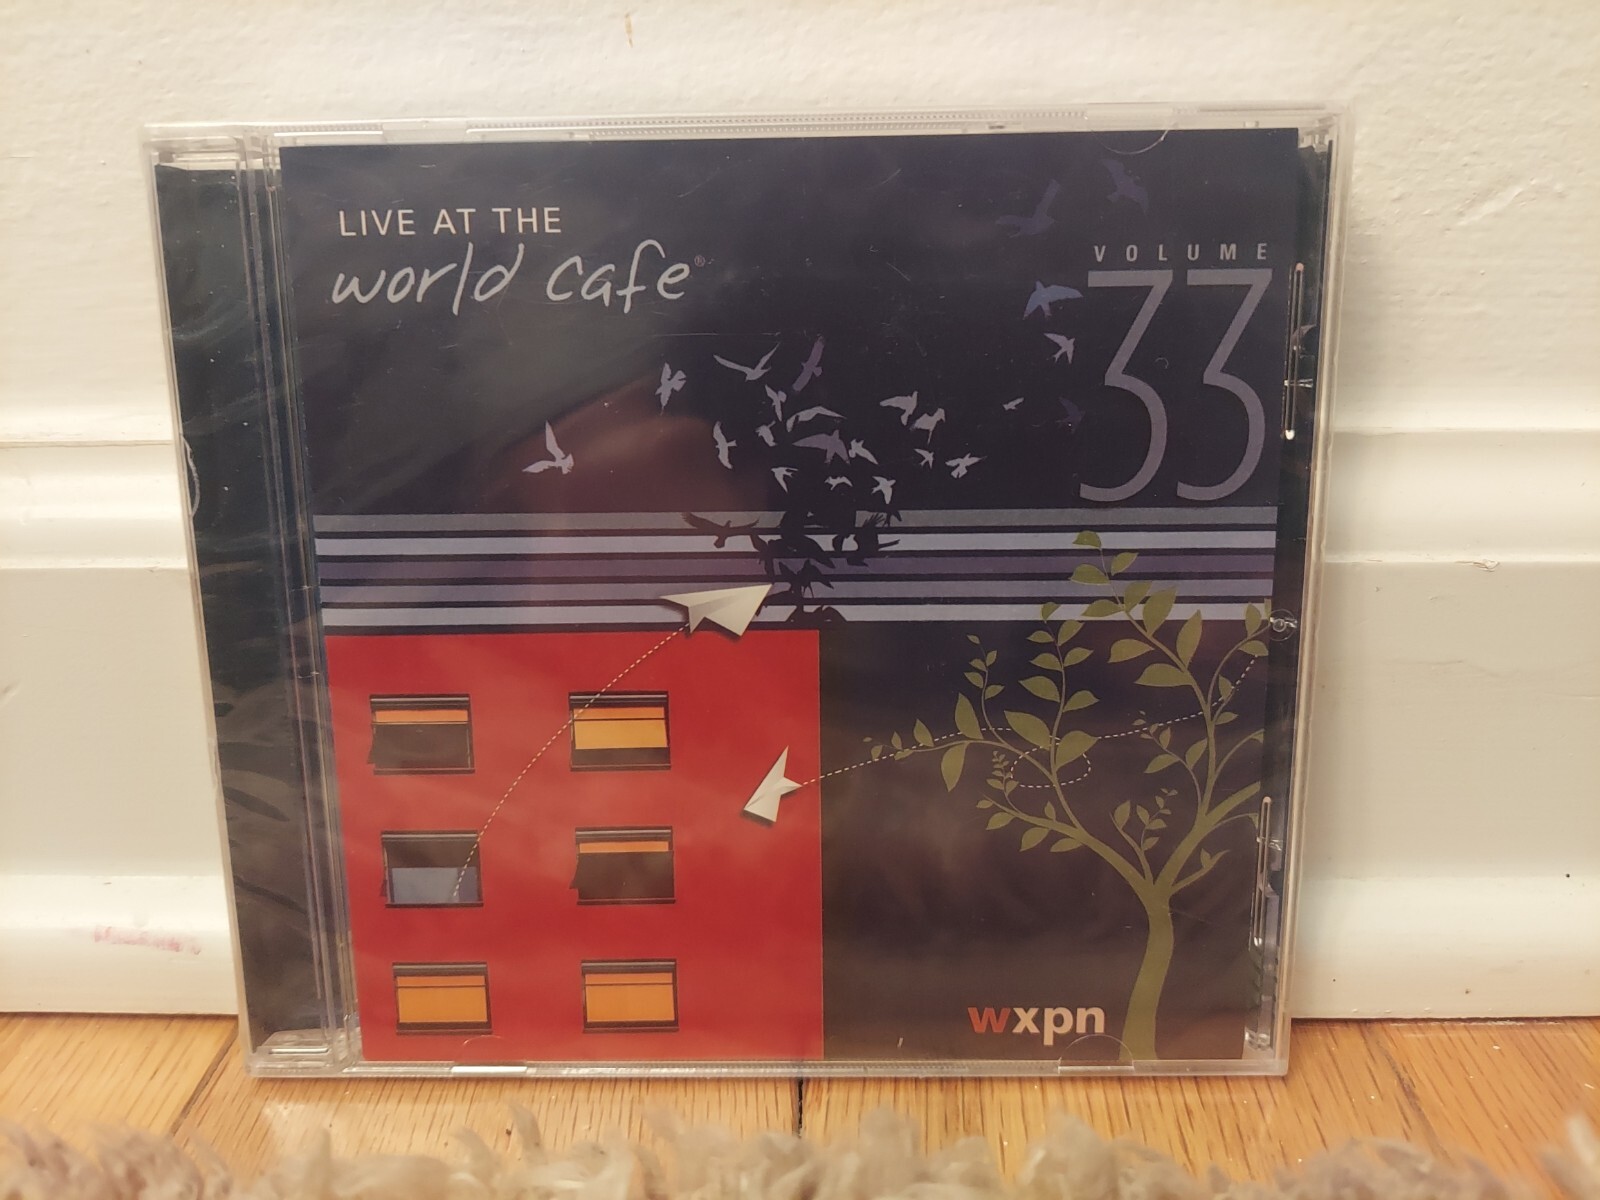 LIVE AT THE
world cafe®
VOLUME
33
wxpn